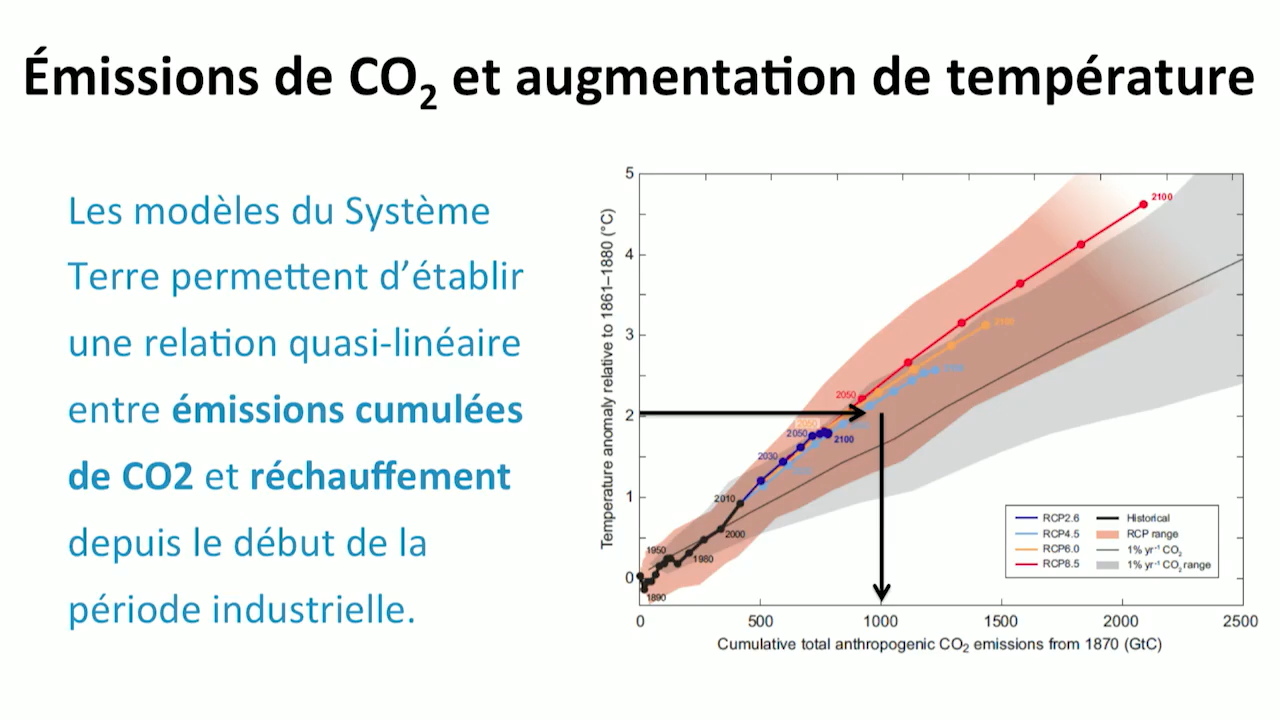 Émissions de CO2 et augmentation de température
Les modèles du Système
Terre permettent d’établir
une relation quasi-linéaire
entre émissions cumulées
de CO2 et réchauffement
depuis le début de la
période industrielle.
Temperature anomaly relative to 1861–1880 (°C)
5
4
3
2
1
0
2100
2100
2050
2050
2100
2030
2010
2000
1950
1980
1890
RCP2.6
RCP4.5
RCP6.0
RCP8.5
Historical
RCP range
1% yr⁻¹ CO2
1% yr⁻¹ CO2 range
0
500
1000
1500
2000
2500
Cumulative total anthropogenic CO2 emissions from 1870 (GtC)